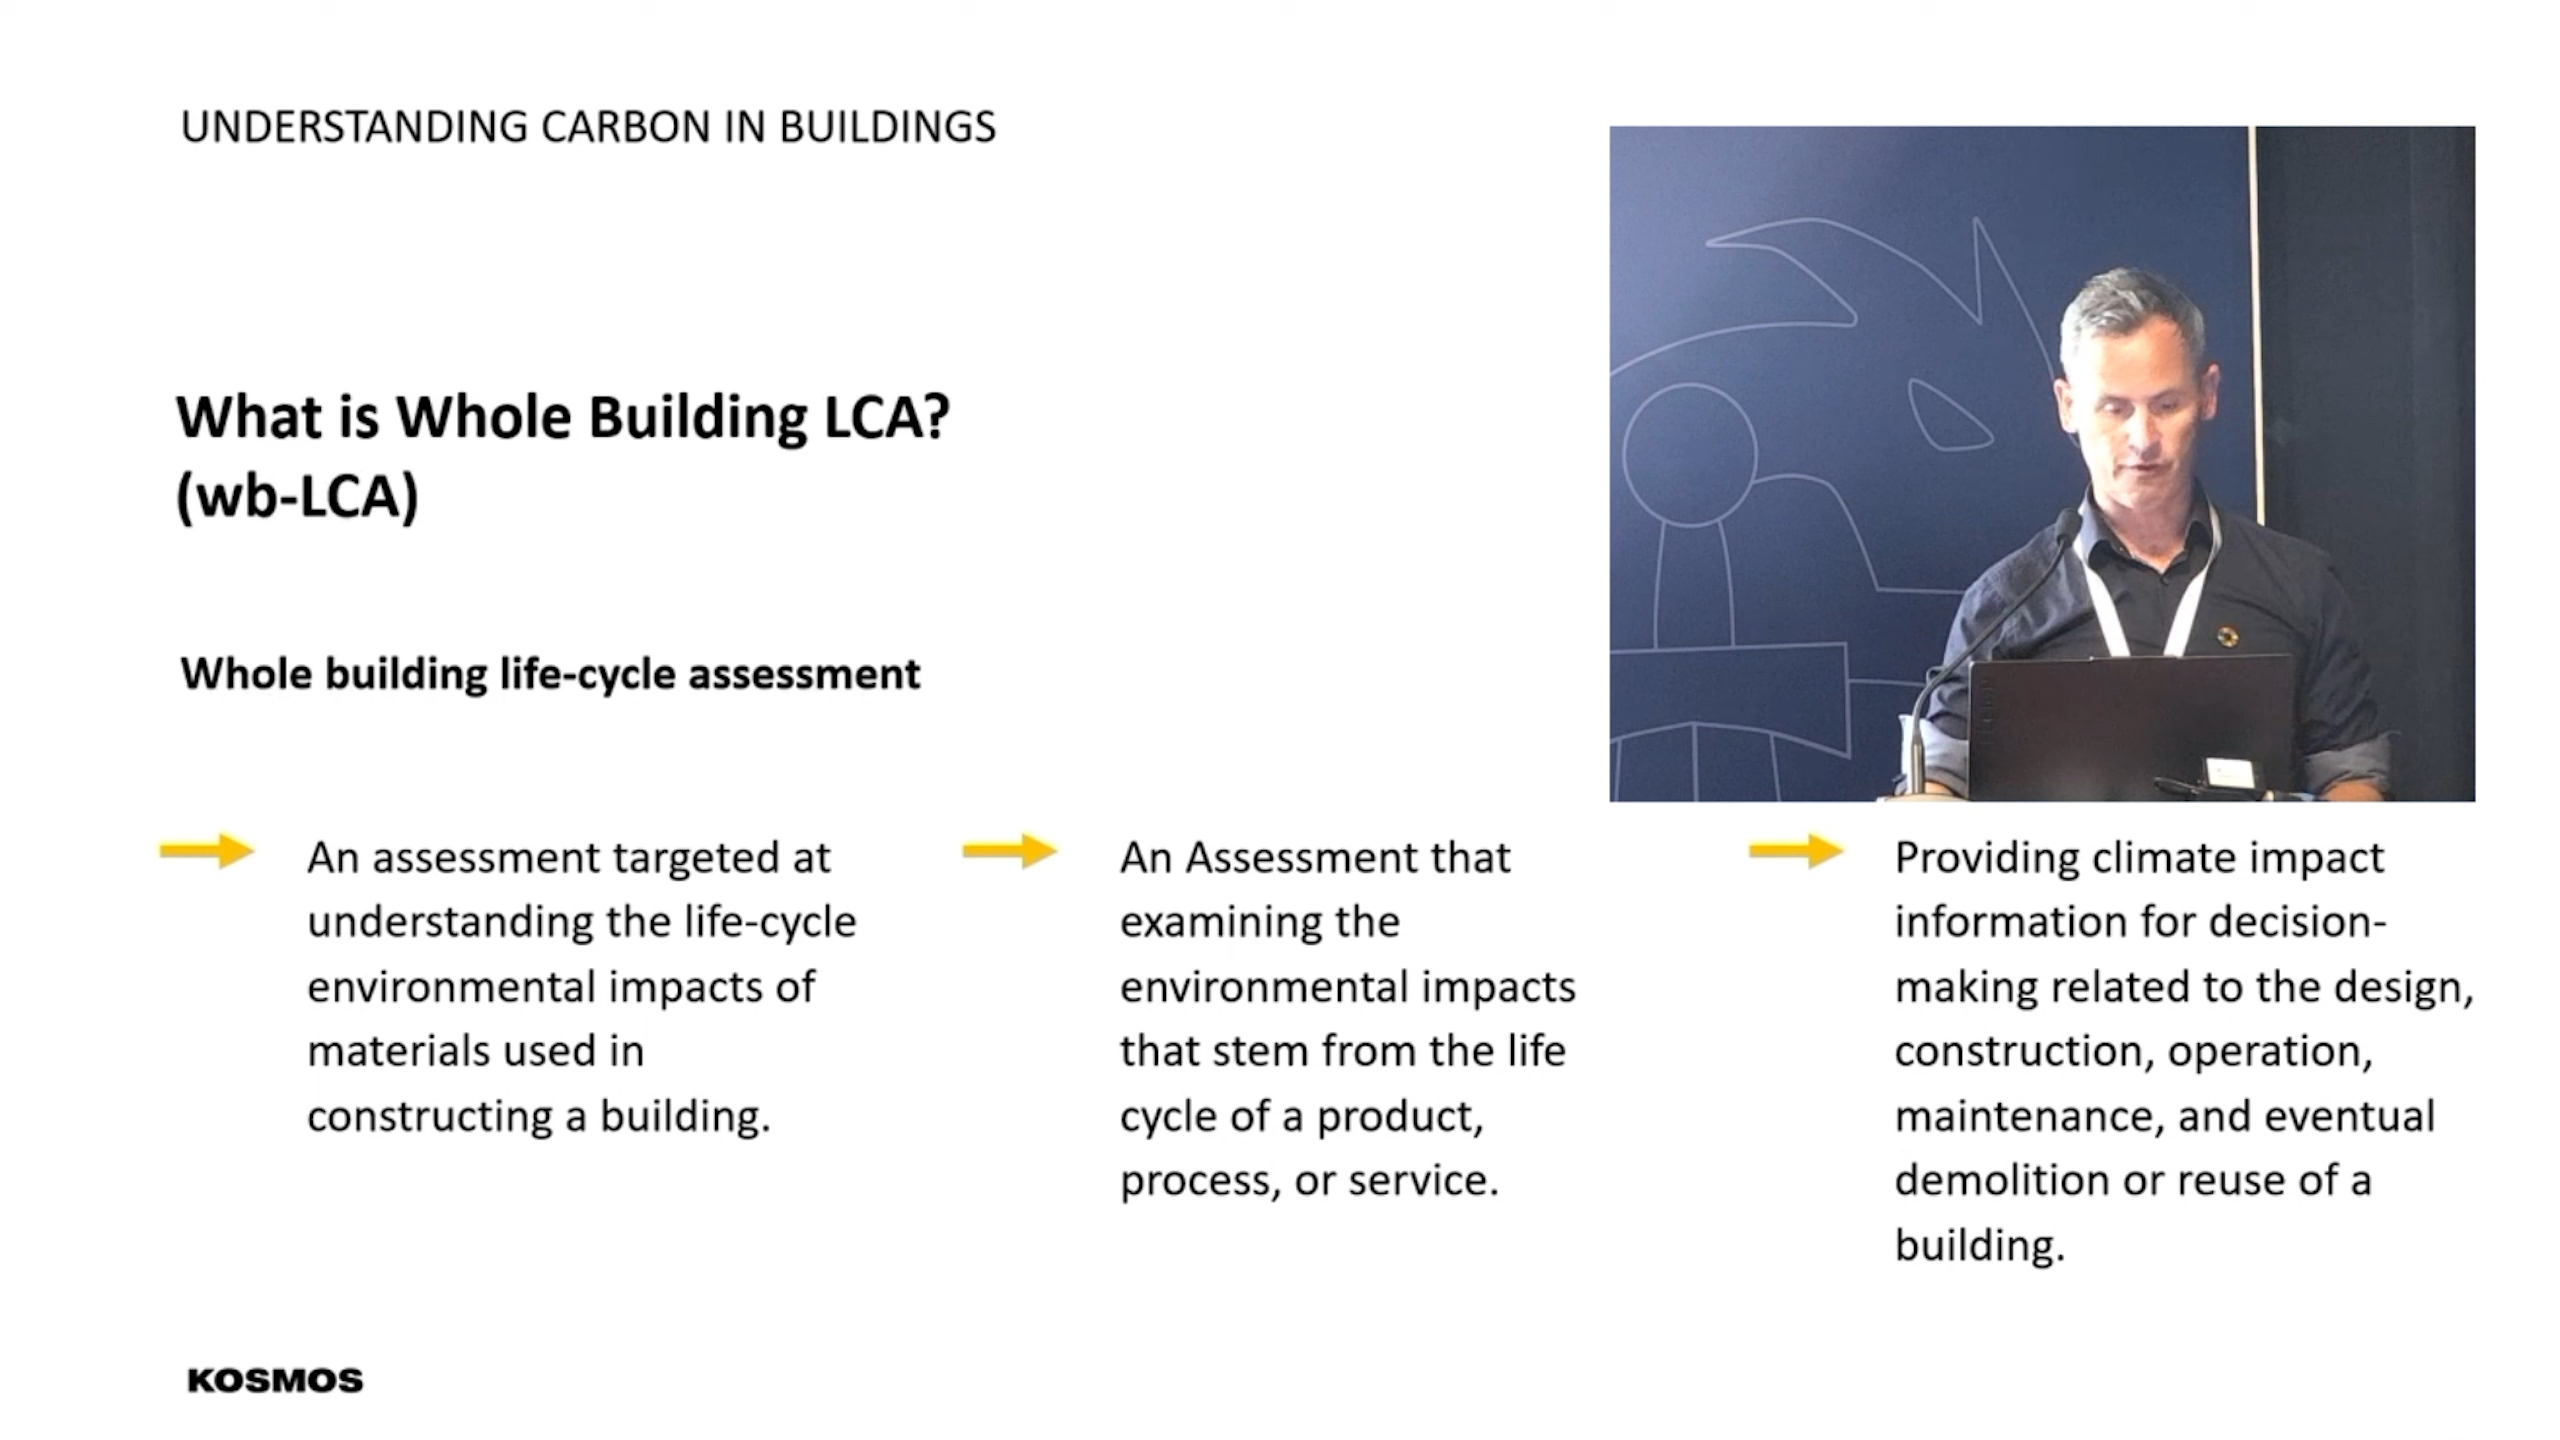 UNDERSTANDING CARBON IN BUILDINGS
What is Whole Building LCA?
(wb-LCA)
Whole building life-cycle assessment
An assessment targeted at
understanding the life-cycle
environmental impacts of
materials used in
constructing a building.
An Assessment that
examining the
environmental impacts
that stem from the life
cycle of a product,
process, or service.
Providing climate impact
information for decision-
making related to the design,
construction, operation,
maintenance, and eventual
demolition or reuse of a
building.
KOSMOS